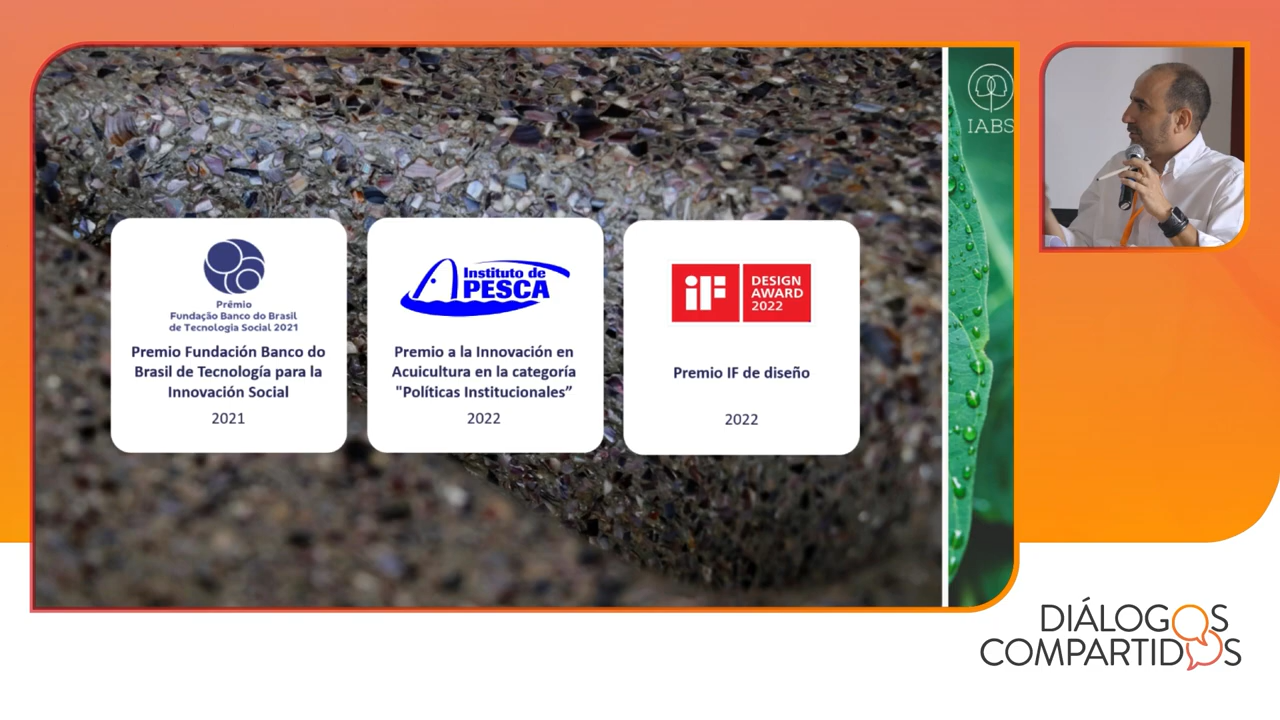 Prêmio
Fundação Banco do Brasil
de Tecnologia Social 2021
Premio Fundación Banco do
Brasil de Tecnología para la
Innovación Social
2021
Instituto de
PESCA
Premio a la Innovación en
Acuicultura en la categoría
"Políticas Institucionales”
2022
iF
DESIGN
AWARD
2022
Premio IF de diseño
2022
IABS
DIÁLOGOS
COMPARTIDOS